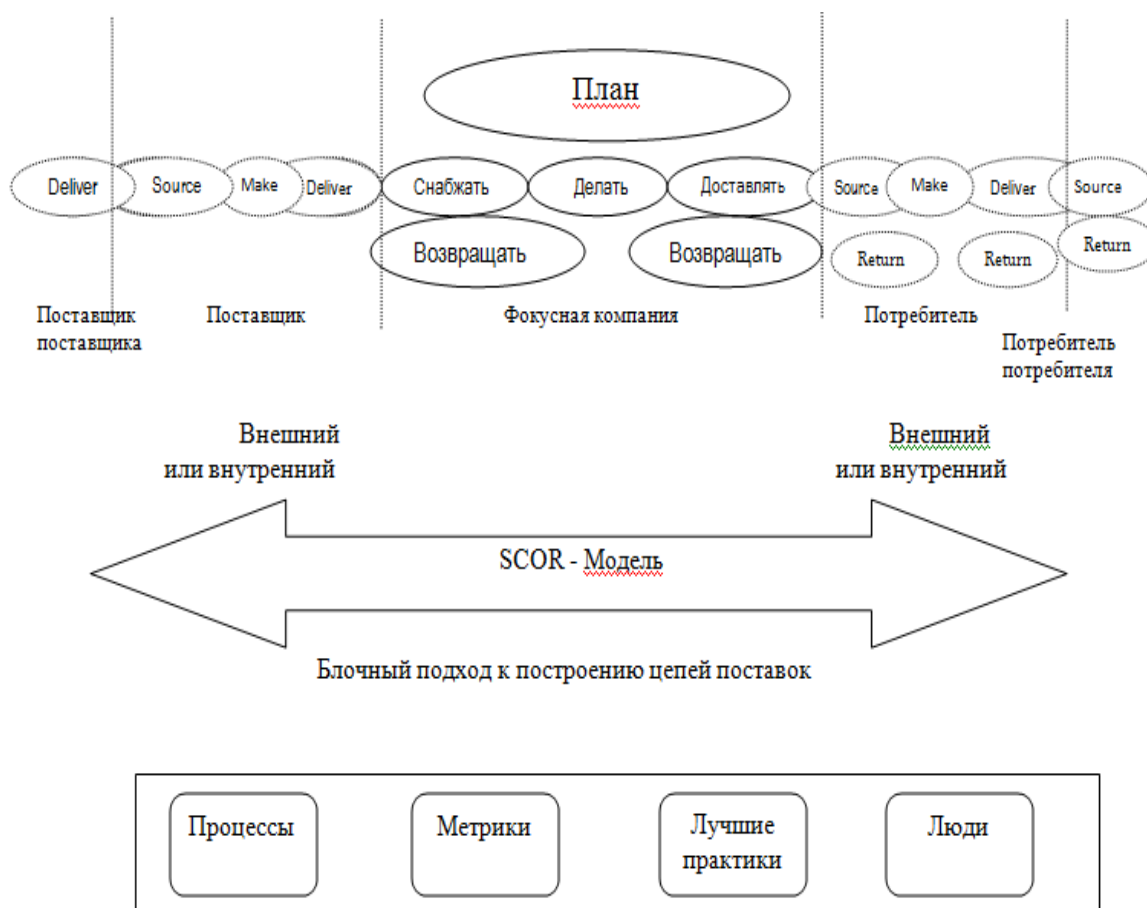 План
Deliver
Source
Make
Deliver
Снабжать
Делать
Доставлять
Source
Make
Deliver
Source
Возвращать
Возвращать
Return
Return
Return
Поставщик
поставщика
Поставщик
Фокусная компания
Потребитель
Потребитель
потребителя
Внешний
или внутренний
Внешний
или внутренний
SCOR - Модель
Блочный подход к построению цепей поставок
Процессы
Метрики
Лучшие
практики
Люди